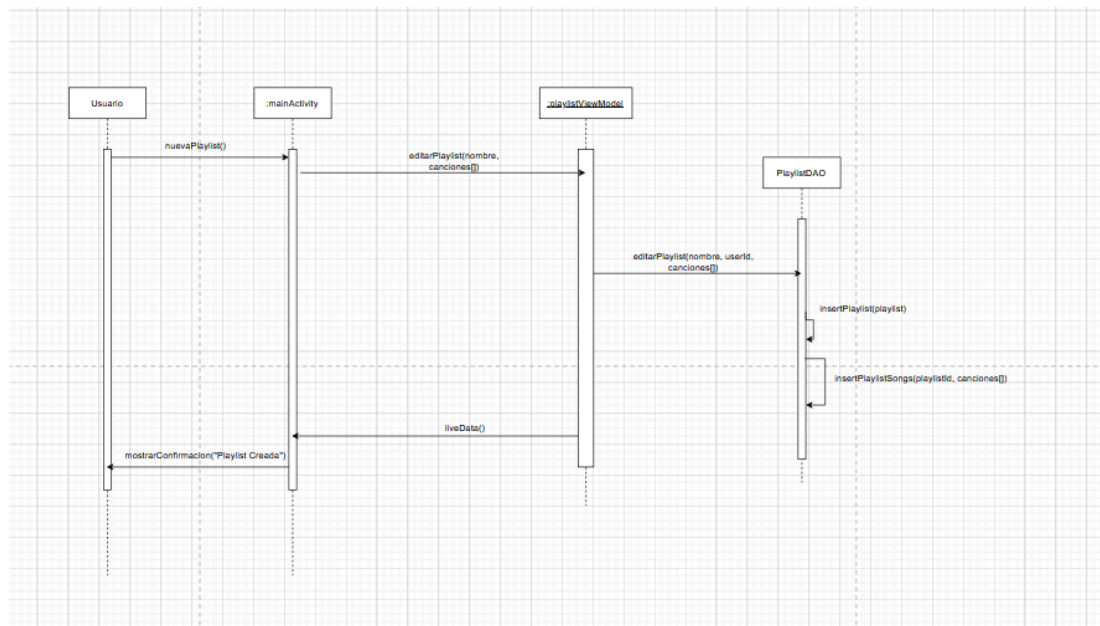 Usuario
:mainActivity
:playlistViewModel
nuevaPlaylist()
editarPlaylist(nombre,
canciones[])
PlaylistDAO
editarPlaylist(nombre, userId,
canciones[])
insertPlaylist(playlist)
insertPlaylistSongs(playlistId, canciones[])
liveData()
mostrarConfirmacion("Playlist Creada")